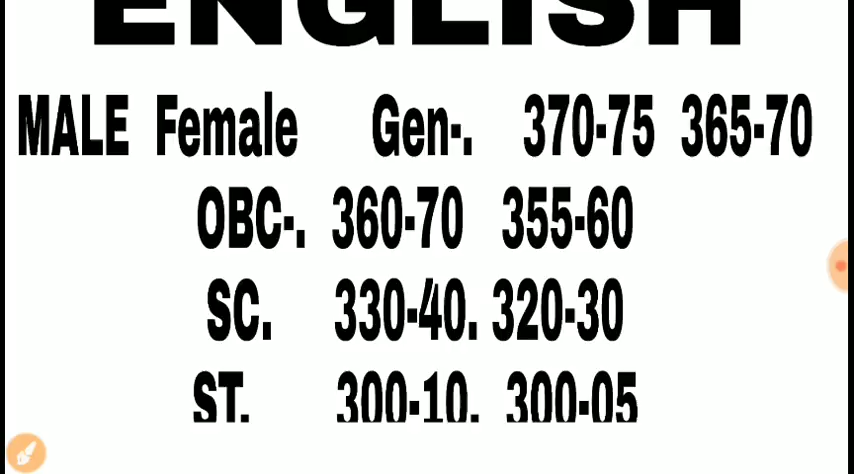 ENGLISH
MALE Female Gen-. 370-75 365-70
OBC-. 360-70 355-60
SC. 330-40. 320-30
ST. 300-10. 300-05